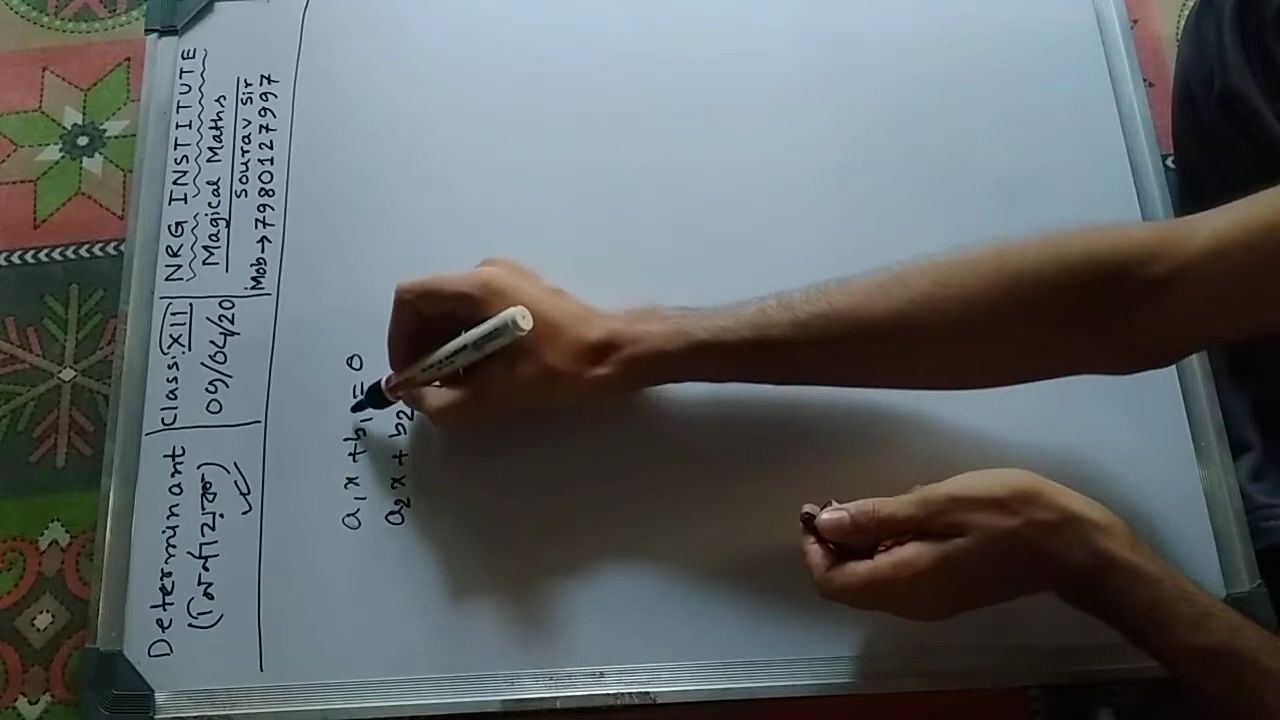 Determinant
(নির্ণায়ক)
Class: XII
09/04/20
NRG INSTITUTE
Magical Maths
Sourav Sir
Mob→7980127997
a₁x + b₁ = 0
a₂x + b₂